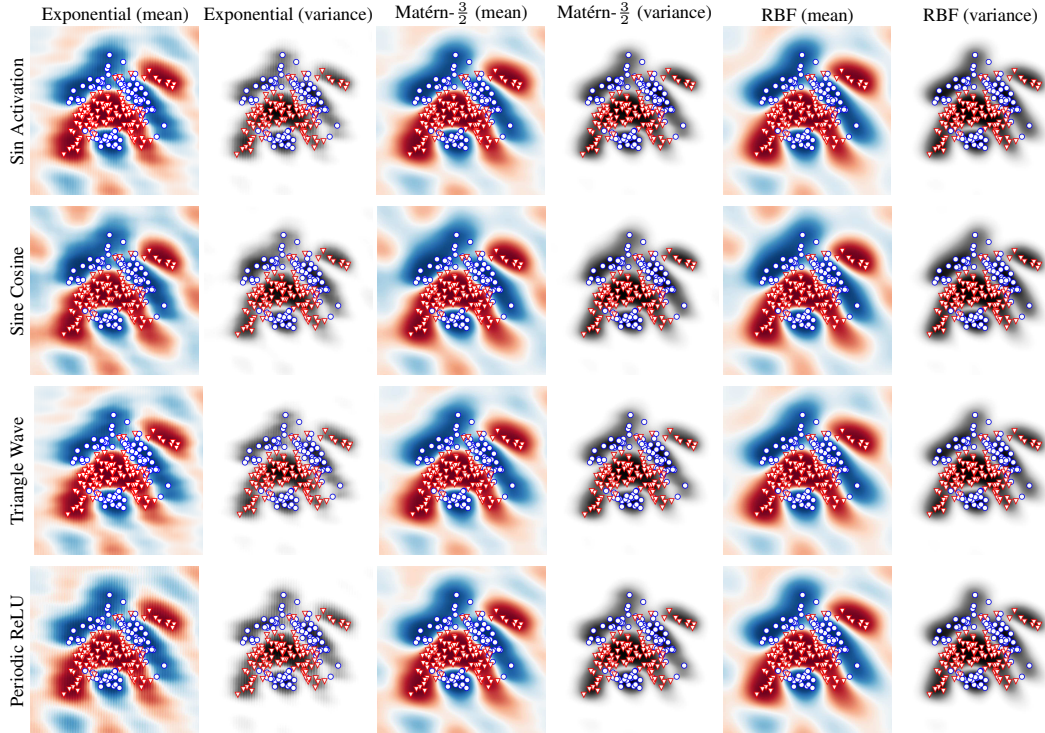 Exponential (mean) Exponential (variance) Matérn-3/2 (mean) Matérn-3/2 (variance) RBF (mean) RBF (variance)
Sin Activation
Sine Cosine
Triangle Wave
Periodic ReLU